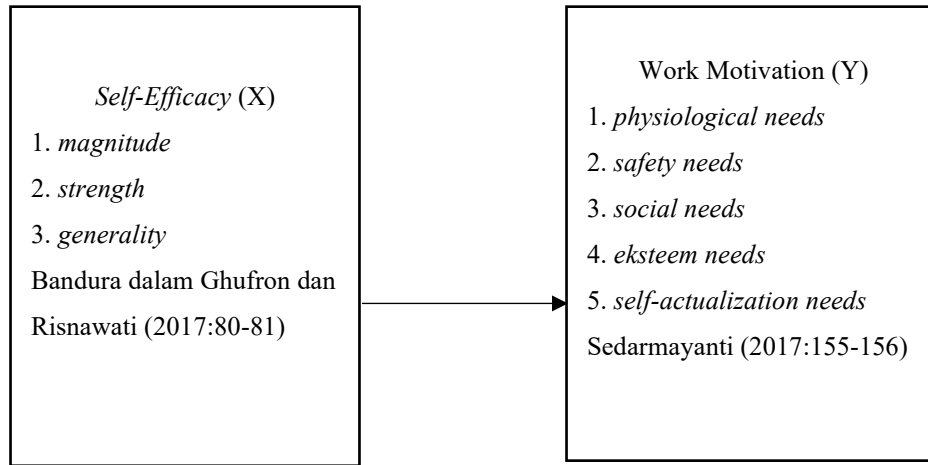 Self-Efficacy (X)
1. magnitude
2. strength
3. generality
Bandura dalam Ghufron dan
Risnawati (2017:80-81)
Work Motivation (Y)
1. physiological needs
2. safety needs
3. social needs
4. eksteem needs
5. self-actualization needs
Sedarmayanti (2017:155-156)